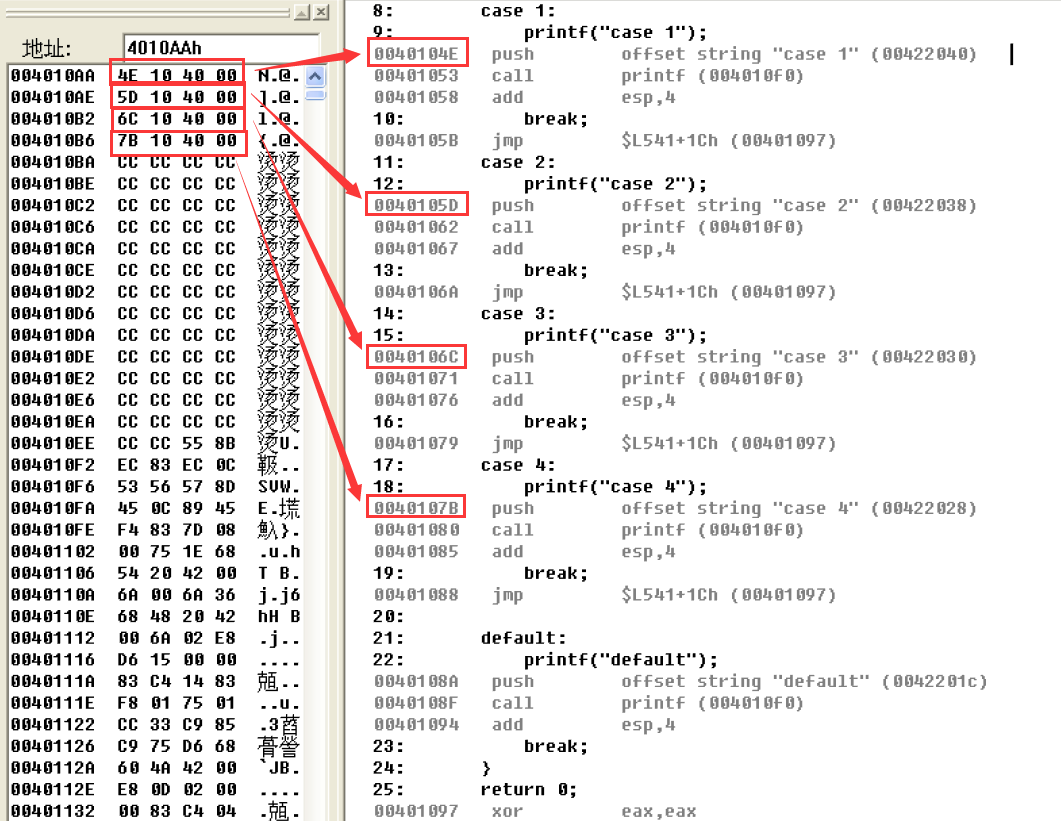 地址: 4010AAh
004010AA 4E 10 40 00 N.@.
004010AE 5D 10 40 00 ].@.
004010B2 6C 10 40 00 l.@.
004010B6 7B 10 40 00 {.@.
004010BA CC CC CC CC 烫烫
004010BE CC CC CC CC 烫烫
004010C2 CC CC CC CC 烫烫
004010C6 CC CC CC CC 烫烫
004010CA CC CC CC CC 烫烫
004010CE CC CC CC CC 烫烫
004010D2 CC CC CC CC 烫烫
004010D6 CC CC CC CC 烫烫
004010DA CC CC CC CC 烫烫
004010DE CC CC CC CC 烫烫
004010E2 CC CC CC CC 烫烫
004010E6 CC CC CC CC 烫烫
004010EA CC CC CC CC 烫烫
004010EE CC CC 55 8B 烫U.
004010F2 EC 83 EC 0C ..
004010F6 53 56 57 8D SVW.
004010FA 45 0C 89 45 E.塃
004010FE F4 83 7D 08 }.
00401102 00 75 1E 68 .u.h
00401106 54 20 42 00 T B.
0040110A 6A 00 6A 36 j.j6
0040110E 68 48 20 42 hH B
00401112 00 6A 02 E8 .j..
00401116 D6 15 00 00 ....
0040111A 83 C4 14 83 ..
0040111E F8 01 75 01 ..u.
00401122 CC 33 C9 85 .3
00401126 C9 75 D6 68
0040112A 60 4A 42 00 `JB.
0040112E E8 0D 02 00 ....
00401132 00 83 C4 04 ..
8: case 1:
9: printf("case 1");
0040104E push offset string "case 1" (00422040)
00401053 call printf (004010f0)
00401058 add esp,4
10: break;
0040105B jmp $L541+1Ch (00401097)
11: case 2:
12: printf("case 2");
0040105D push offset string "case 2" (00422038)
00401062 call printf (004010f0)
00401067 add esp,4
13: break;
0040106A jmp $L541+1Ch (00401097)
14: case 3:
15: printf("case 3");
0040106C push offset string "case 3" (00422030)
00401071 call printf (004010f0)
00401076 add esp,4
16: break;
00401079 jmp $L541+1Ch (00401097)
17: case 4:
18: printf("case 4");
0040107B push offset string "case 4" (00422028)
00401080 call printf (004010f0)
00401085 add esp,4
19: break;
00401088 jmp $L541+1Ch (00401097)
20:
21: default:
22: printf("default");
0040108A push offset string "default" (0042201c)
0040108F call printf (004010f0)
00401094 add esp,4
23: break;
24: }
25: return 0;
00401097 xor eax,eax